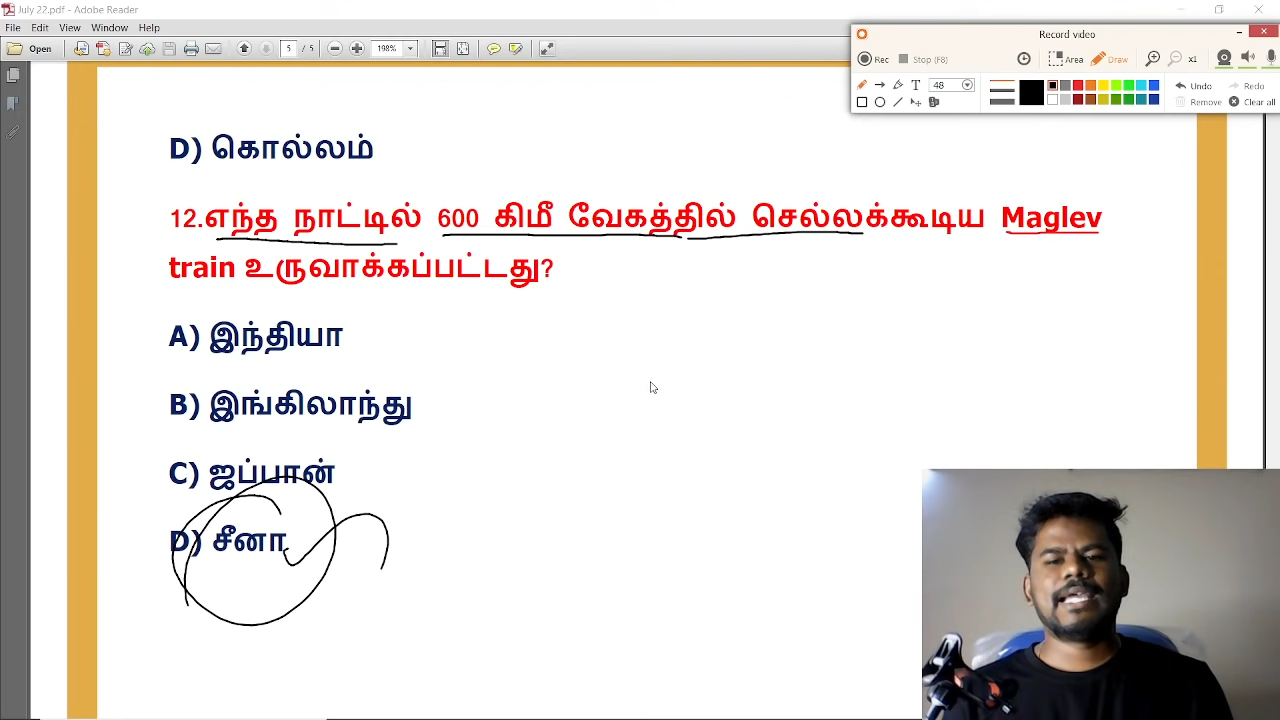 July 22.pdf - Adobe Reader
File Edit View Window Help
Open 5 / 5 198%
Record video
Rec Stop (F8) Area Draw x1
T 48 Undo Redo
Remove Clear all
D) கொல்லம்
12.எந்த நாட்டில் 600 கிமீ வேகத்தில் செல்லக்கூடிய Maglev
train உருவாக்கப்பட்டது?
A) இந்தியா
B) இங்கிலாந்து
C) ஜப்பான்
D) சீனா